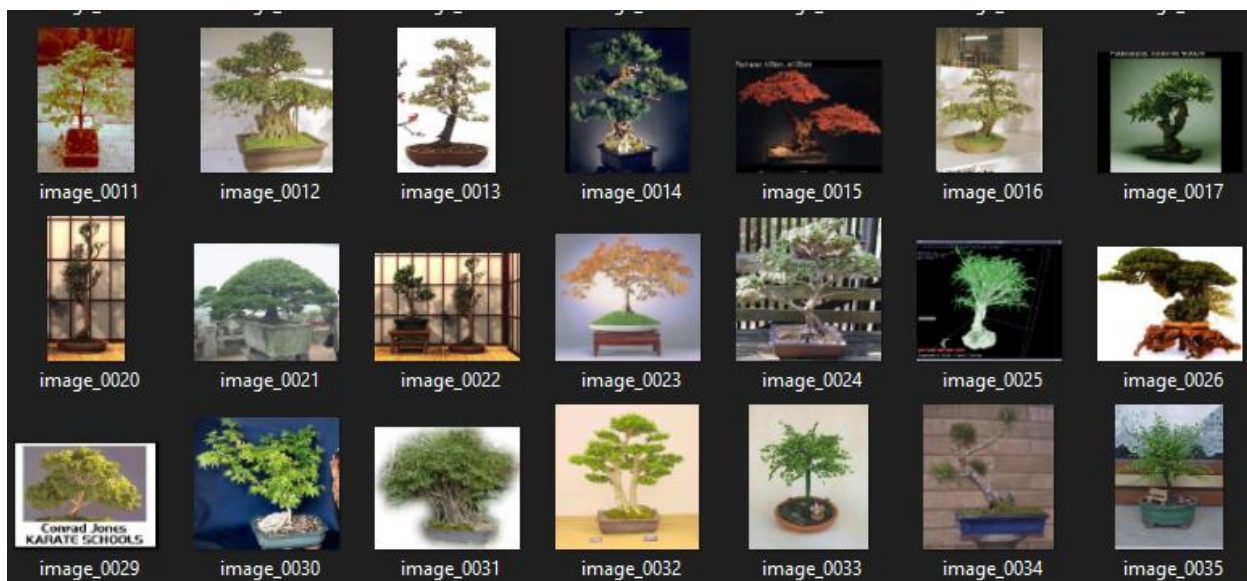 image_0011 image_0012 image_0013 image_0014 image_0015 image_0016 image_0017
image_0020 image_0021 image_0022 image_0023 image_0024 image_0025 image_0026
Conrad Jones
KARATE SCHOOLS
image_0029 image_0030 image_0031 image_0032 image_0033 image_0034 image_0035